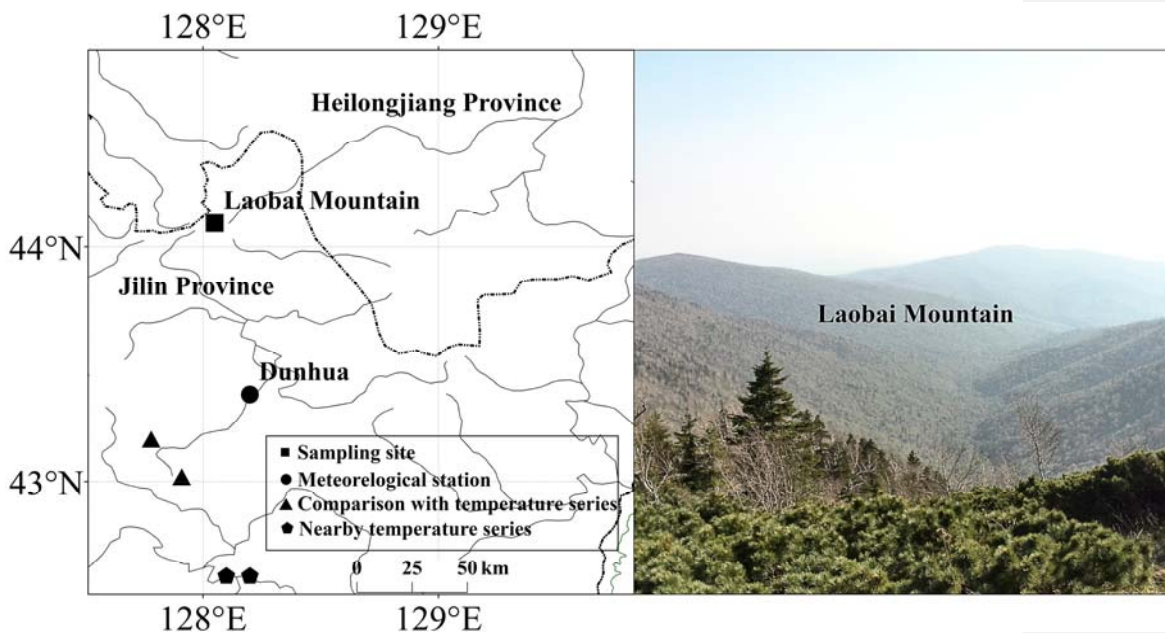 128°E 129°E
Heilongjiang Province
Laobai Mountain
44°N
Jilin Province
Dunhua
Sampling site
Meteorelogical station
Comparison with temperature series
Nearby temperature series
43°N
0 25 50 km
128°E 129°E
Laobai Mountain